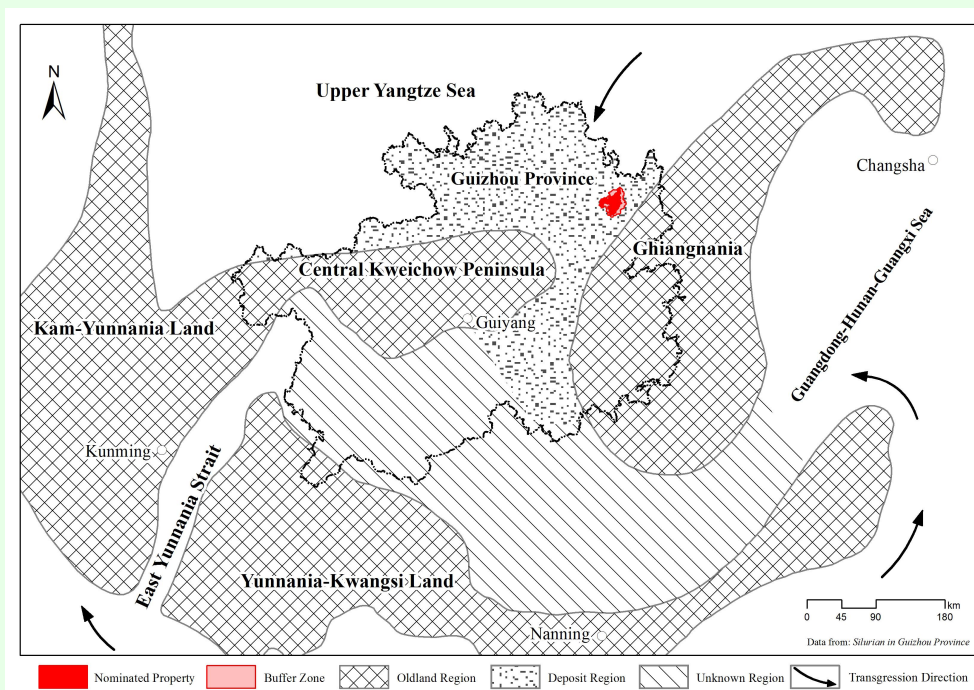 N
Upper Yangtze Sea
Changsha
Guizhou Province
Ghiangnania
Central Kweichow Peninsula
Guangdong-Hunan-Guangxi Sea
Kam-Yunnania Land
Guiyang
Kunming
East Yunnania Strait
Yunnania-Kwangsi Land
Nanning
km
0 45 90 180
Data from: Silurian in Guizhou Province
Nominated Property
Buffer Zone
Oldland Region
Deposit Region
Unknown Region
Transgression Direction